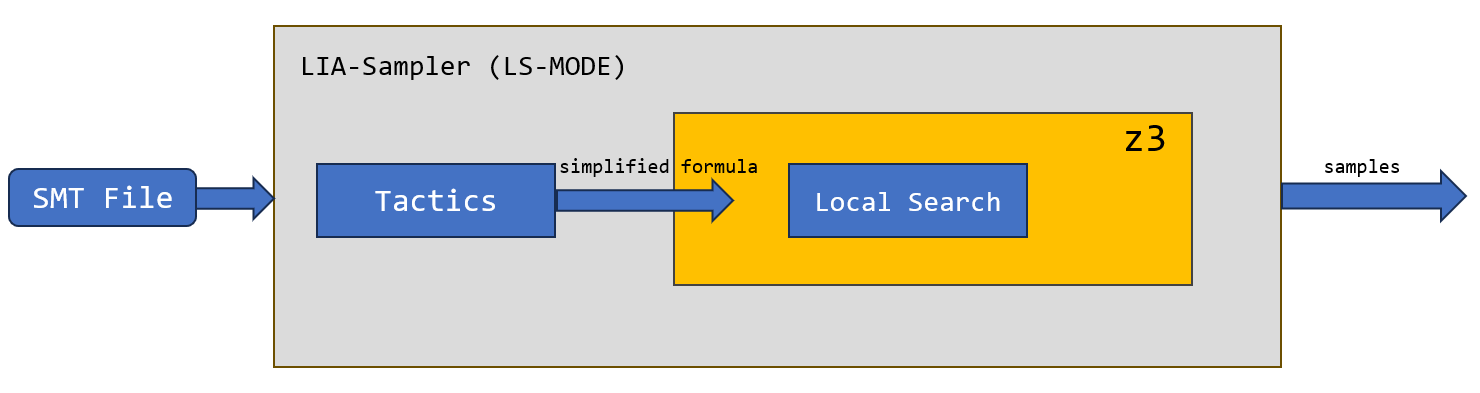 LIA-Sampler (LS-MODE)
z3
SMT File
Tactics
simplified formula
Local Search
samples